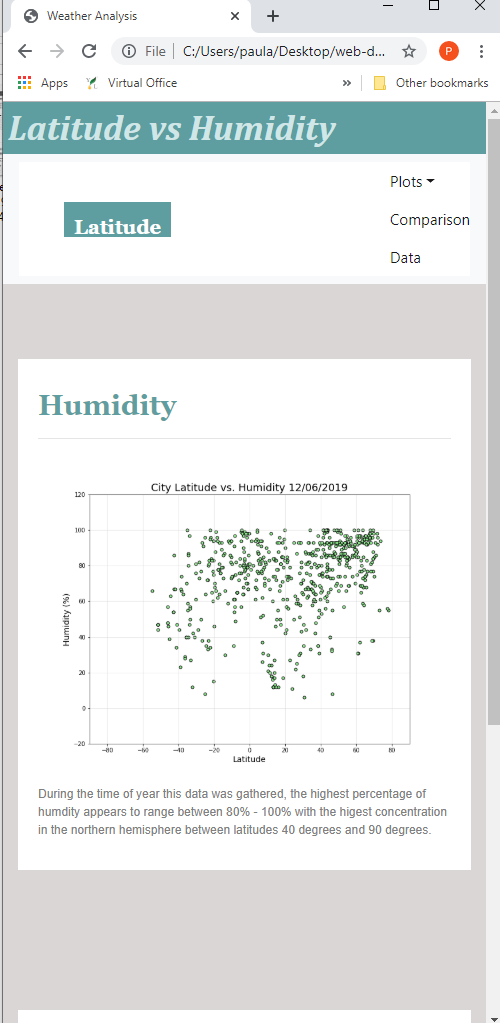 Weather Analysis
File
C:/Users/paula/Desktop/web-d...
P
Apps
Virtual Office
»
Other bookmarks
Latitude vs Humidity
Latitude
Plots
Comparison
Data
Humidity
City Latitude vs. Humidity 12/06/2019
120
100
80
60
40
20
0
−20
Humidity (%)
−80 −60 −40 −20 0 20 40 60 80
Latitude
During the time of year this data was gathered, the highest percentage of
humdity appears to range between 80% - 100% with the higest concentration
in the northern hemisphere between latitudes 40 degrees and 90 degrees.